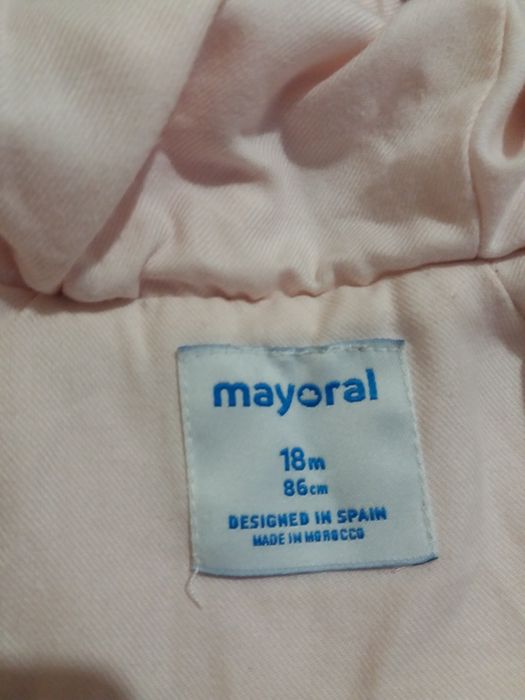 mayoral
18m
86cm
DESIGNED IN SPAIN
MADE IN MOROCCO